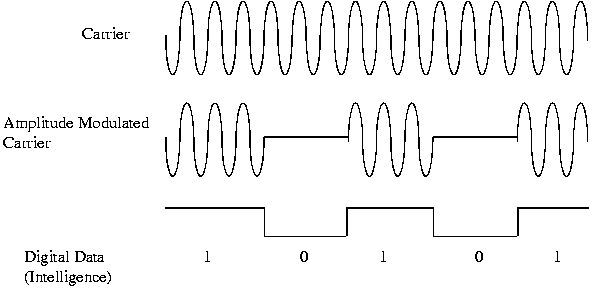 Carrier
Amplitude Modulated
Carrier
Digital Data
(Intelligence)
1 0 1 0 1